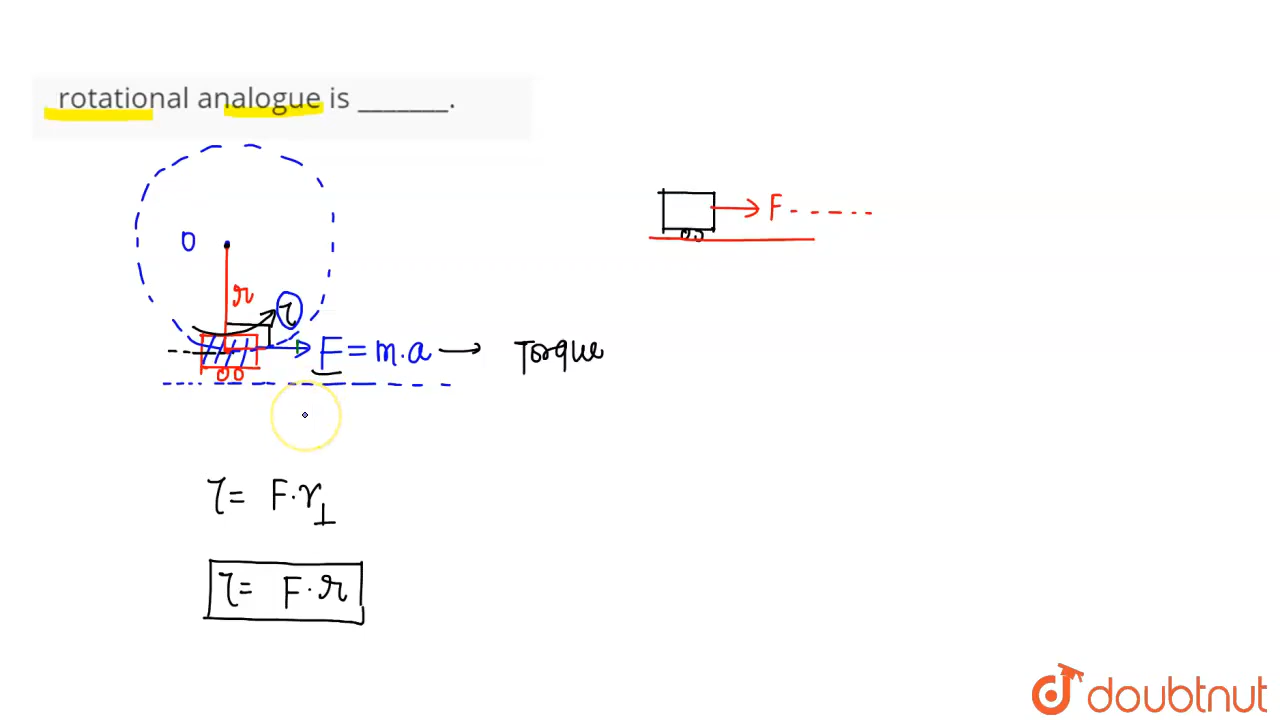 rotational analogue is _______.
F
O
r
τ
F = m.a → Torque
τ = F.r⊥
τ = F.r
doubtnut